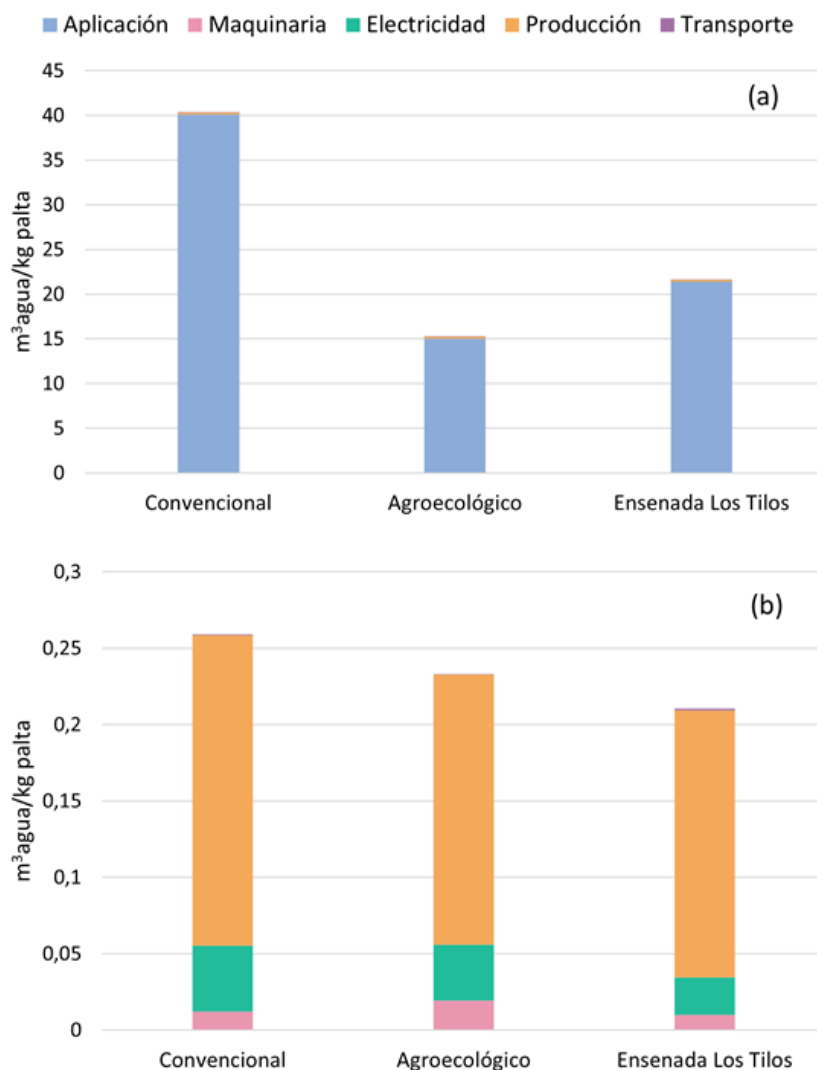 Aplicación Maquinaria Electricidad Producción Transporte
(a)
m³agua/kg palta
45
40
35
30
25
20
15
10
5
0
Convencional Agroecológico Ensenada Los Tilos
(b)
m³agua/kg palta
0,3
0,25
0,2
0,15
0,1
0,05
0
Convencional Agroecológico Ensenada Los Tilos